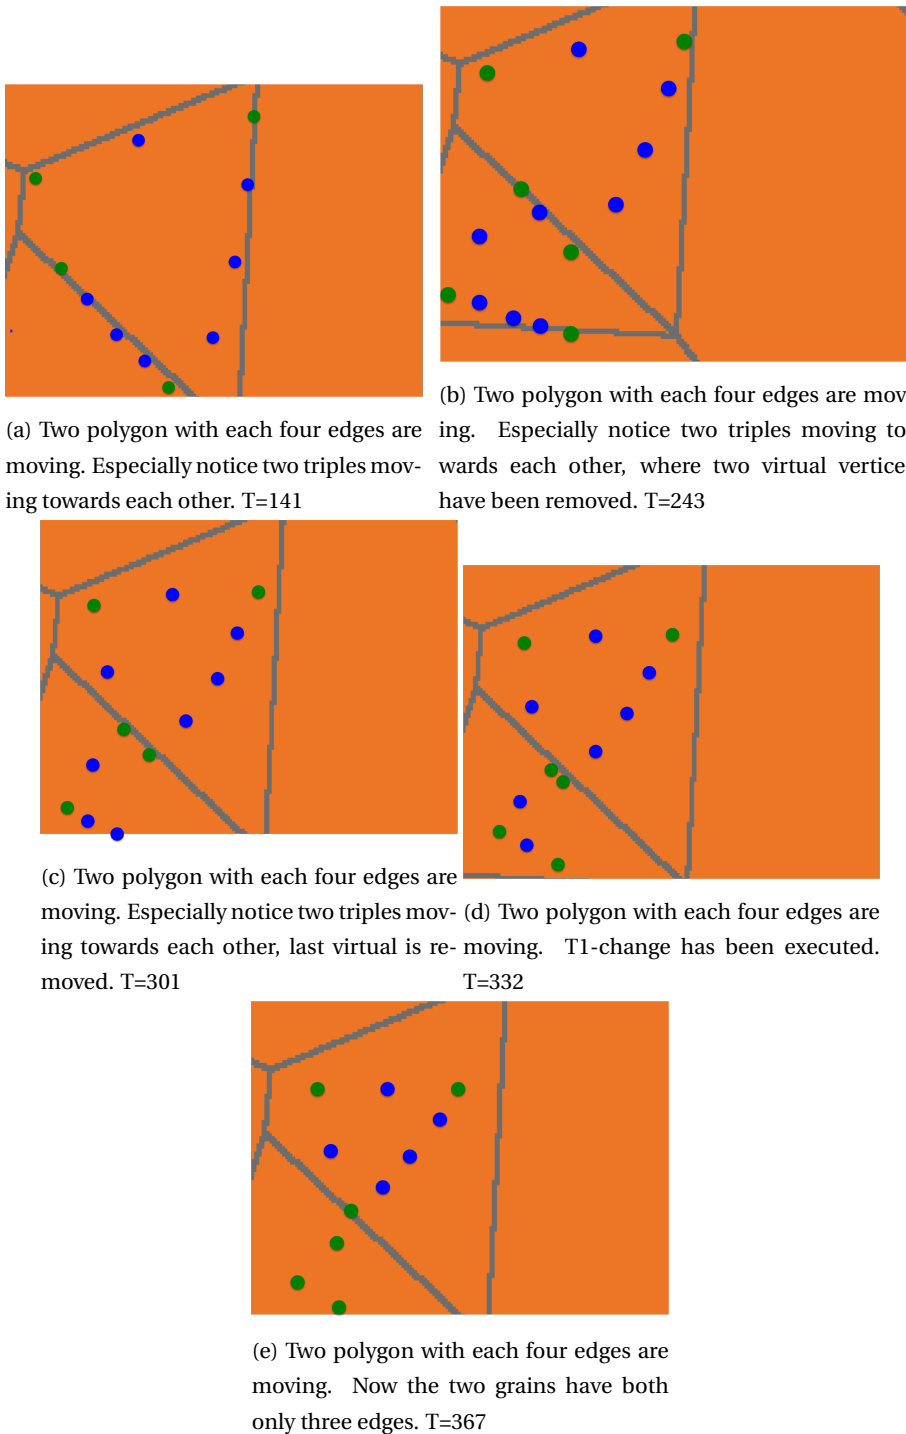 (a) Two polygon with each four edges are
moving. Especially notice two triples mov-
ing towards each other. T=141
(b) Two polygon with each four edges are mov
ing. Especially notice two triples moving to
wards each other, where two virtual vertice
have been removed. T=243
(c) Two polygon with each four edges are
moving. Especially notice two triples mov-
ing towards each other, last virtual is re-
moved. T=301
(d) Two polygon with each four edges are
moving. T1-change has been executed.
T=332
(e) Two polygon with each four edges are
moving. Now the two grains have both
only three edges. T=367